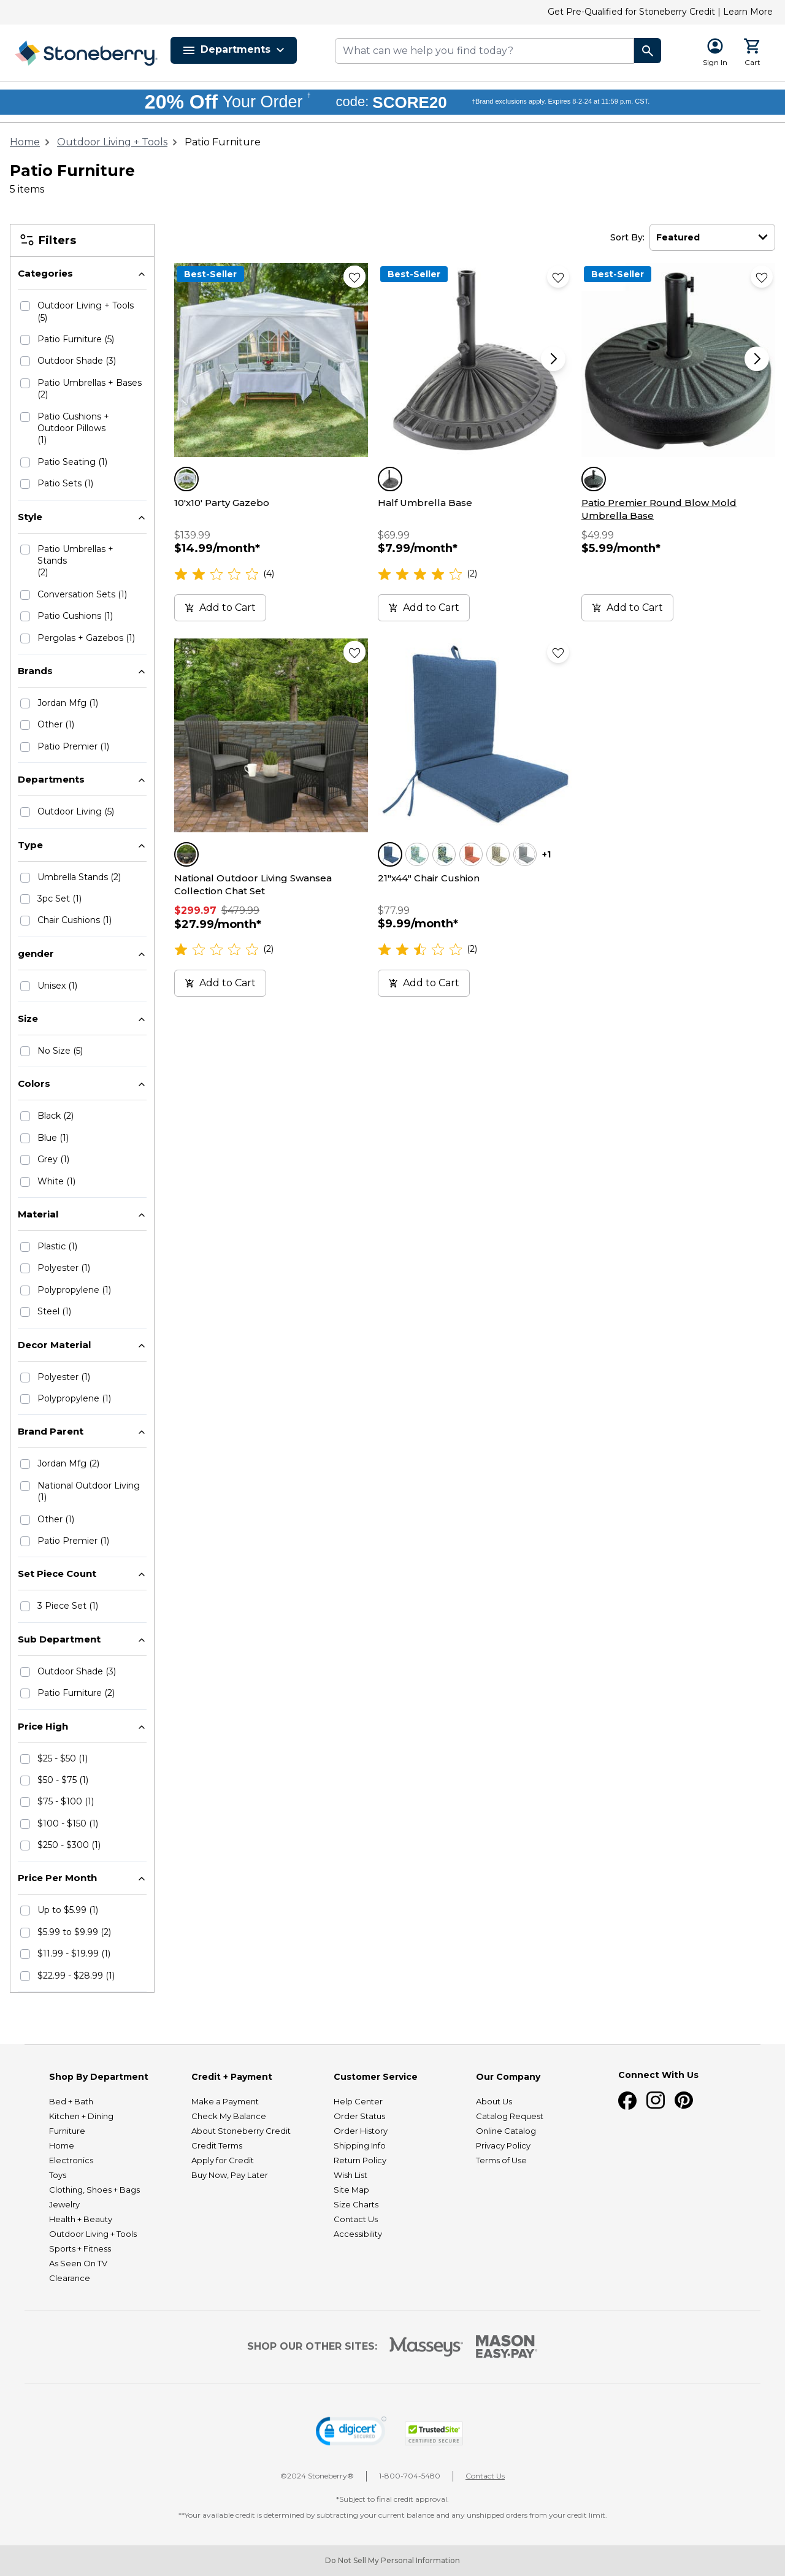 Get Pre-Qualified for Stoneberry Credit | Learn More
Stoneberry.
Departments
What can we help you find today?
Sign In
Cart
20% Off Your Order † code: SCORE20 †Brand exclusions apply. Expires 8-2-24 at 11:59 p.m. CST.
Home > Outdoor Living + Tools > Patio Furniture
Patio Furniture
5 items
Filters
Categories
Outdoor Living + Tools
(5)
Patio Furniture (5)
Outdoor Shade (3)
Patio Umbrellas + Bases
(2)
Patio Cushions +
Outdoor Pillows
(1)
Patio Seating (1)
Patio Sets (1)
Style
Patio Umbrellas +
Stands
(2)
Conversation Sets (1)
Patio Cushions (1)
Pergolas + Gazebos (1)
Brands
Jordan Mfg (1)
Other (1)
Patio Premier (1)
Departments
Outdoor Living (5)
Type
Umbrella Stands (2)
3pc Set (1)
Chair Cushions (1)
gender
Unisex (1)
Size
No Size (5)
Colors
Black (2)
Blue (1)
Grey (1)
White (1)
Material
Plastic (1)
Polyester (1)
Polypropylene (1)
Steel (1)
Decor Material
Polyester (1)
Polypropylene (1)
Brand Parent
Jordan Mfg (2)
National Outdoor Living
(1)
Other (1)
Patio Premier (1)
Set Piece Count
3 Piece Set (1)
Sub Department
Outdoor Shade (3)
Patio Furniture (2)
Price High
$25 - $50 (1)
$50 - $75 (1)
$75 - $100 (1)
$100 - $150 (1)
$250 - $300 (1)
Price Per Month
Up to $5.99 (1)
$5.99 to $9.99 (2)
$11.99 - $19.99 (1)
$22.99 - $28.99 (1)
Sort By:
Featured
Best-Seller
10'x10' Party Gazebo
$139.99
$14.99/month*
(4)
Add to Cart
Best-Seller
Half Umbrella Base
$69.99
$7.99/month*
(2)
Add to Cart
Best-Seller
Patio Premier Round Blow Mold
Umbrella Base
$49.99
$5.99/month*
Add to Cart
National Outdoor Living Swansea
Collection Chat Set
$299.97 $479.99
$27.99/month*
(2)
Add to Cart
+1
21"x44" Chair Cushion
$77.99
$9.99/month*
(2)
Add to Cart
Shop By Department
Bed + Bath
Kitchen + Dining
Furniture
Home
Electronics
Toys
Clothing, Shoes + Bags
Jewelry
Health + Beauty
Outdoor Living + Tools
Sports + Fitness
As Seen On TV
Clearance
Credit + Payment
Make a Payment
Check My Balance
About Stoneberry Credit
Credit Terms
Apply for Credit
Buy Now, Pay Later
Customer Service
Help Center
Order Status
Order History
Shipping Info
Return Policy
Wish List
Site Map
Size Charts
Contact Us
Accessibility
Our Company
About Us
Catalog Request
Online Catalog
Privacy Policy
Terms of Use
Connect With Us
SHOP OUR OTHER SITES:
Masseys
MASON
EASY•PAY
digicert
SECURED
TrustedSite
CERTIFIED SECURE
©2024 Stoneberry® | 1-800-704-5480 | Contact Us
*Subject to final credit approval.
**Your available credit is determined by subtracting your current balance and any unshipped orders from your credit limit.
Do Not Sell My Personal Information